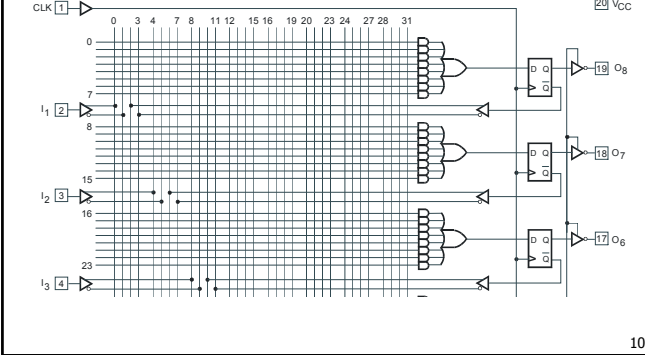 CLK 1
20 VCC
0 3 4 7 8 11 12 15 16 19 20 23 24 27 28 31
0
D Q
19 O8
Q
7
I1 2
8
D Q
18 O7
Q
15
I2 3
16
D Q
17 O6
Q
23
I3 4
10